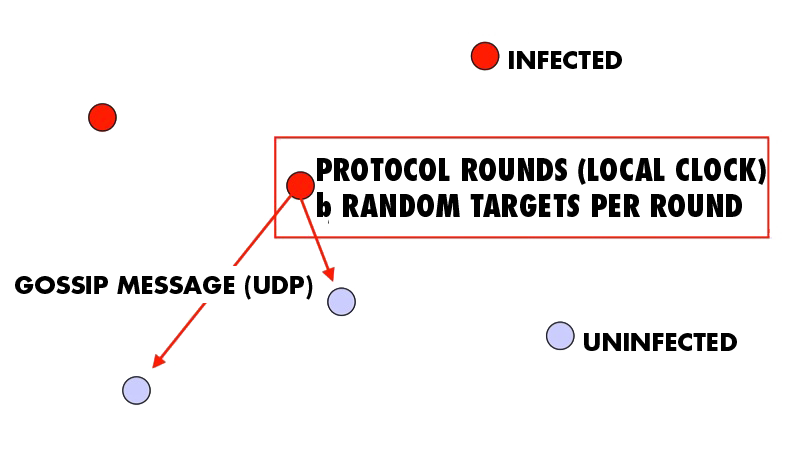 INFECTED
PROTOCOL ROUNDS (LOCAL CLOCK)
b RANDOM TARGETS PER ROUND
GOSSIP MESSAGE (UDP)
UNINFECTED